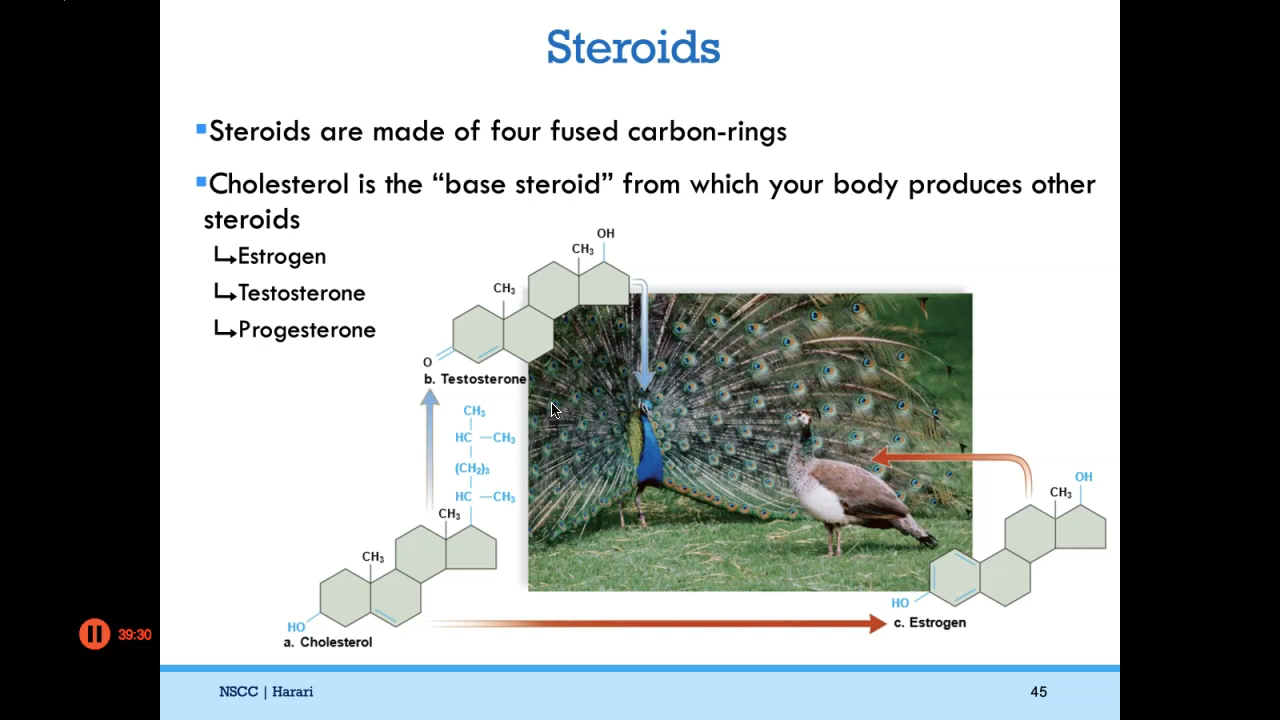 Steroids
Steroids are made of four fused carbon-rings
Cholesterol is the “base steroid” from which your body produces other
steroids
Estrogen
Testosterone
Progesterone
OH
CH₃
CH₃
O
b. Testosterone
CH₃
HC —CH₃
(CH₂)₃
HC —CH₃
CH₃
CH₃
HO
a. Cholesterol
OH
CH₃
HO
c. Estrogen
39:30
NSCC | Harari
45